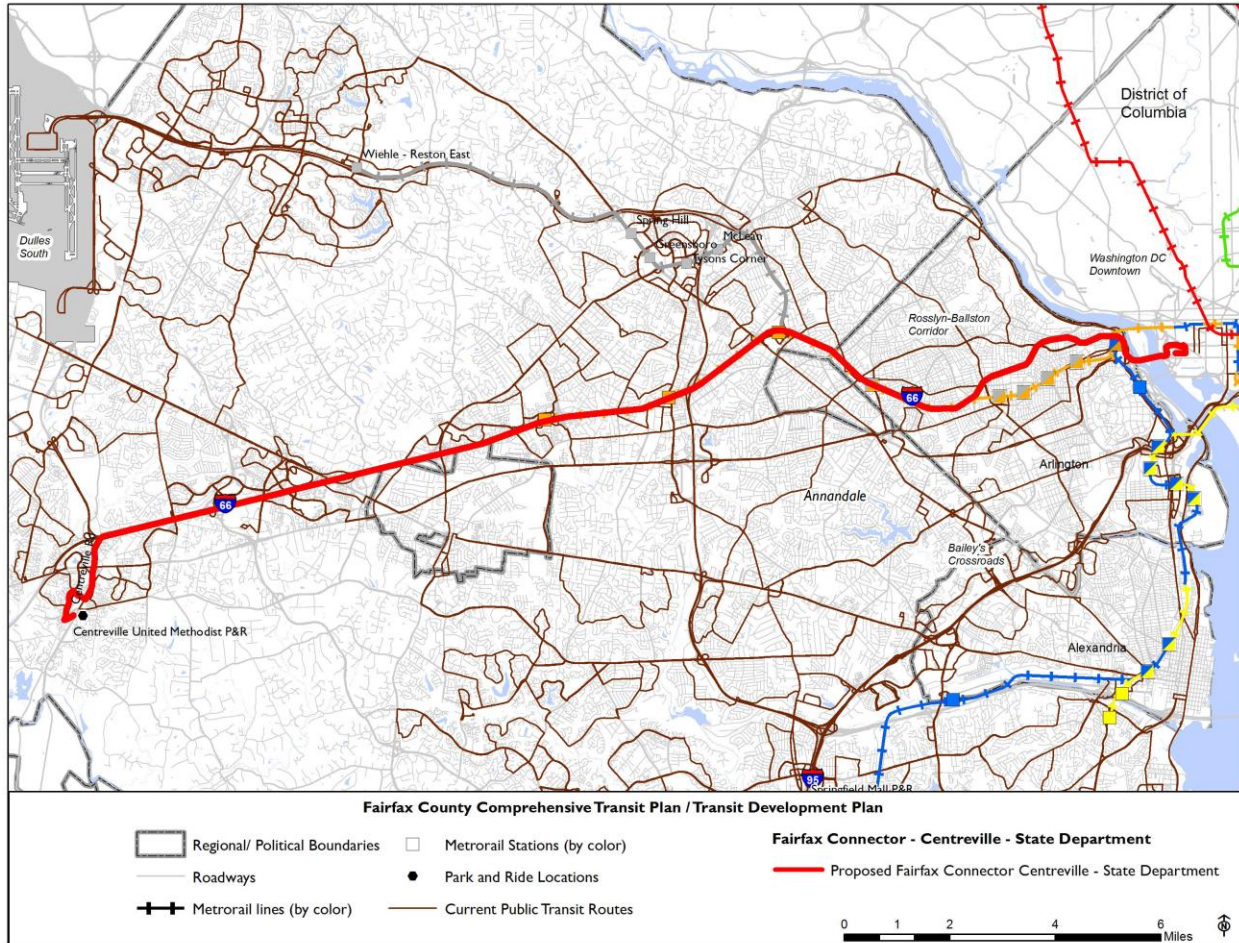 District of
Columbia
Wiehle - Reston East
Spring Hill
McLean
Greensboro
Tysons Corner
Dulles
South
Washington DC
Downtown
Rosslyn-Ballston
Corridor
66
Arlington
Annandale
66
Bailey's
Crossroads
Centreville
Centreville United Methodist P&R
Alexandria
95
Springfield Mall P&R
Fairfax County Comprehensive Transit Plan / Transit Development Plan
Regional/ Political Boundaries
Metrorail Stations (by color)
Fairfax Connector - Centreville - State Department
Roadways
Park and Ride Locations
Proposed Fairfax Connector Centreville - State Department
Metrorail lines (by color)
Current Public Transit Routes
0 1 2 4 6
Miles
N